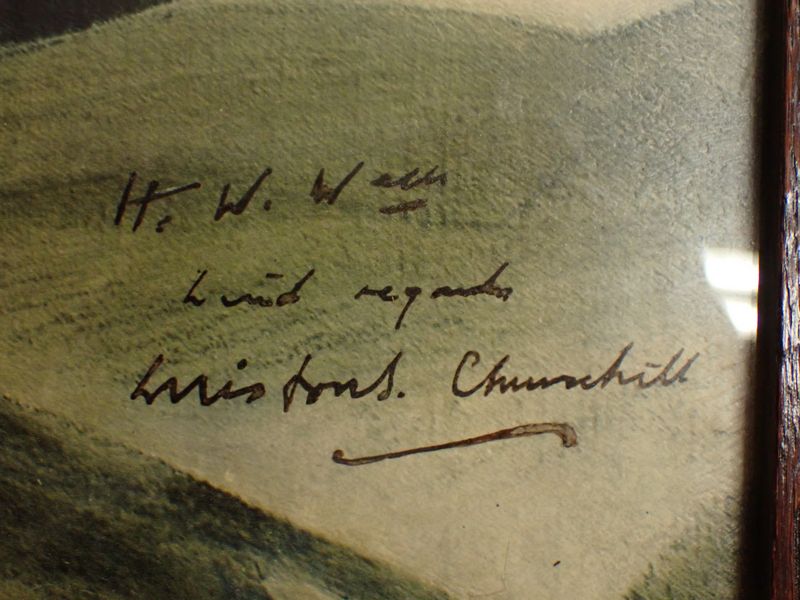 H. W. Wells
kind regards
Winston S. Churchill